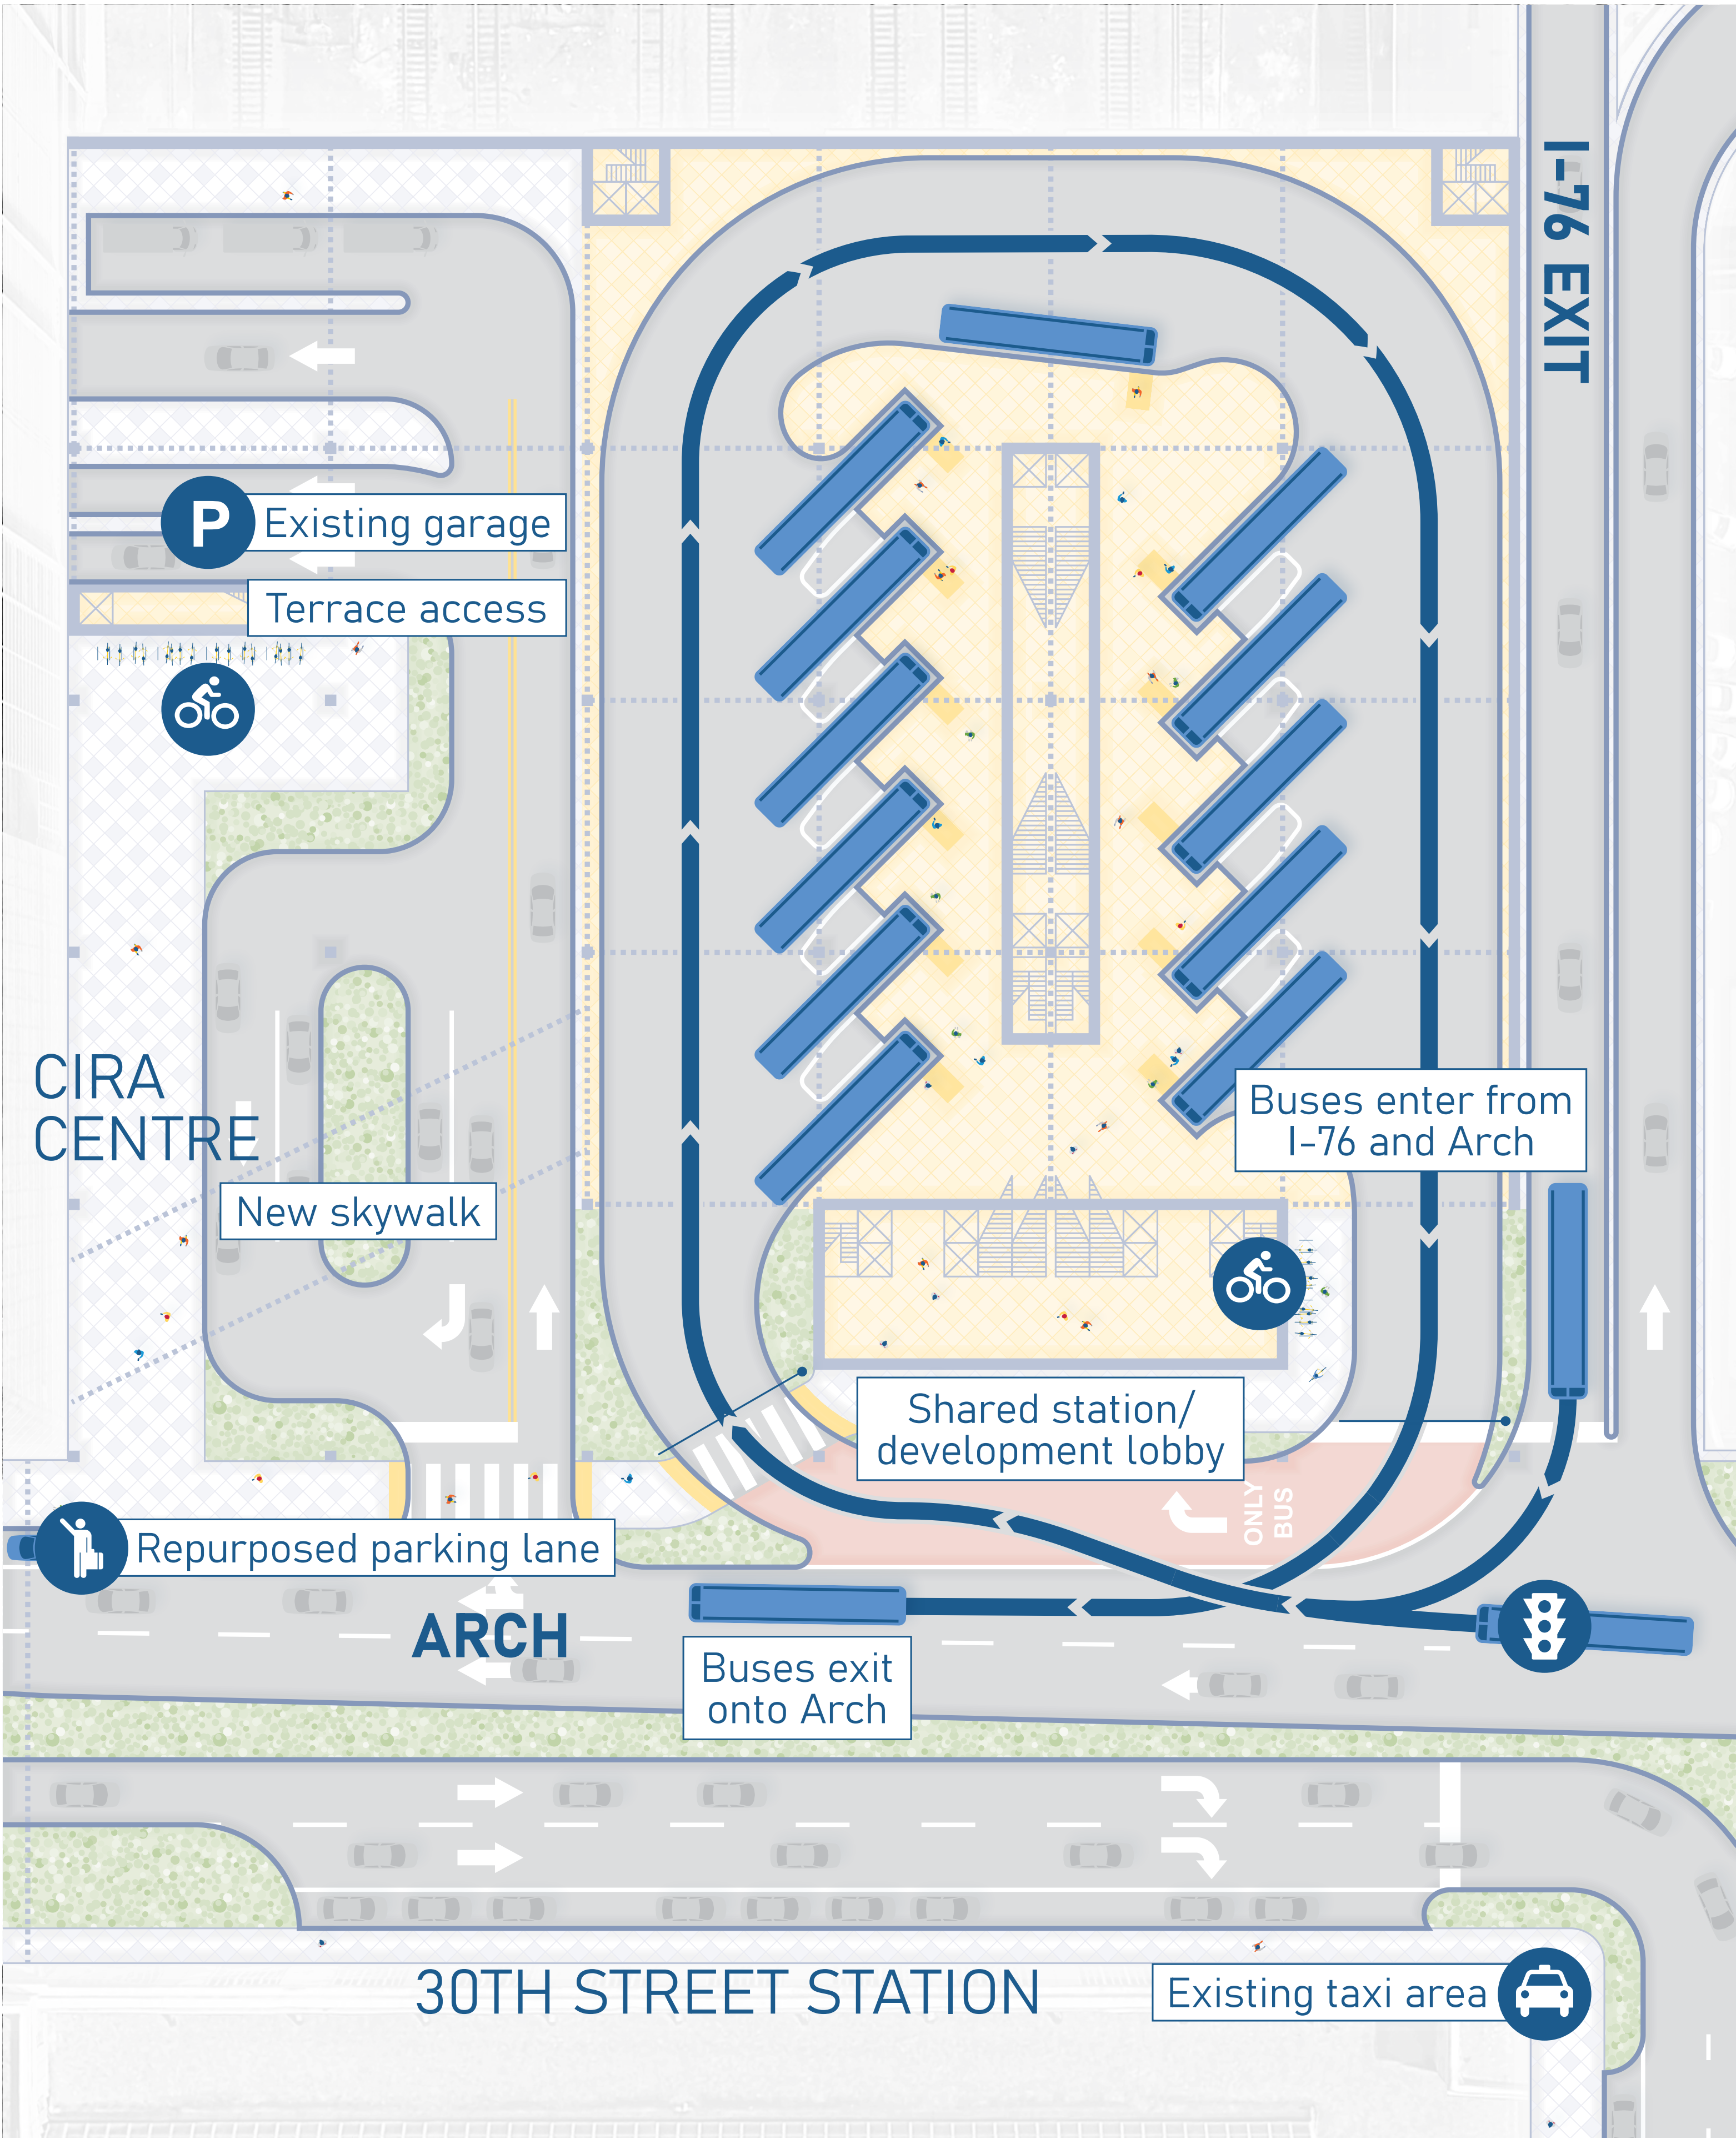 I-76 EXIT
P
Existing garage
Terrace access
CIRA
CENTRE
Buses enter from
I-76 and Arch
New skywalk
Shared station/
development lobby
ONLY
BUS
Repurposed parking lane
ARCH
Buses exit
onto Arch
30TH STREET STATION
Existing taxi area